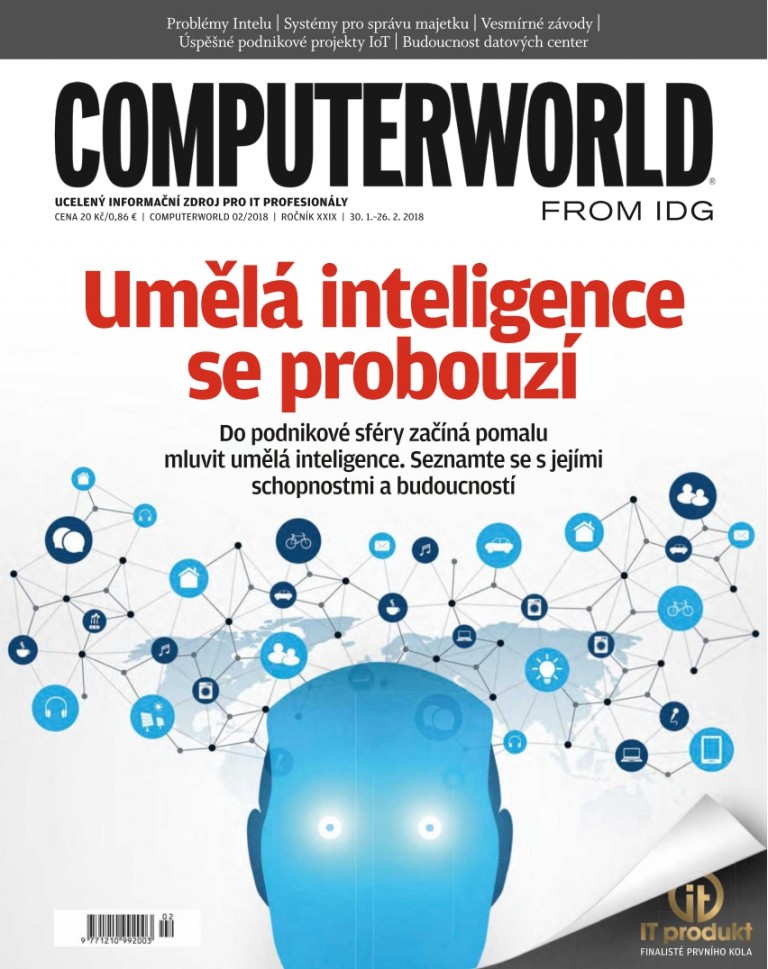 Problémy Intelu | Systémy pro správu majetku | Vesmírné závody |
Úspěšné podnikové projekty IoT | Budoucnost datových center
COMPUTERWORLD®
UCELENÝ INFORMAČNÍ ZDROJ PRO IT PROFESIONÁLY
CENA 20 KČ/0,86 € | COMPUTERWORLD 02/2018 | ROČNÍK XXIX | 30. 1.–26. 2. 2018
FROM IDG
Umělá inteligence
se probouzí
Do podnikové sféry začíná pomalu
mluvit umělá inteligence. Seznamte se s jejími
schopnostmi a budoucností
02
9 771210 992003
it
IT produkt
FINALISTÉ PRVNÍHO KOLA